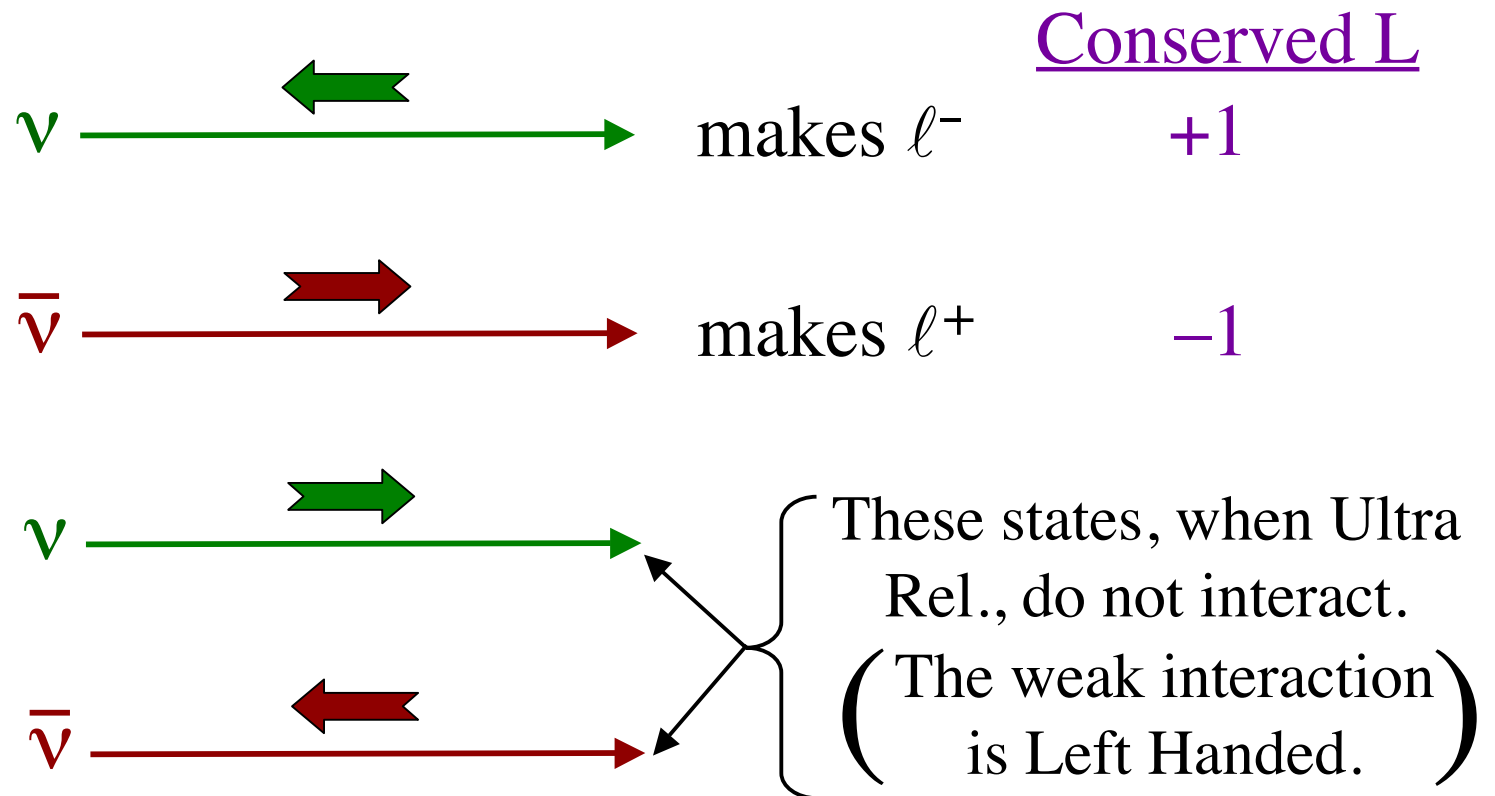 Conserved L
ν makes ℓ⁻ +1
ν̅ makes ℓ⁺ –1
ν
These states, when Ultra
Rel., do not interact.
(The weak interaction
is Left Handed.)
ν̅